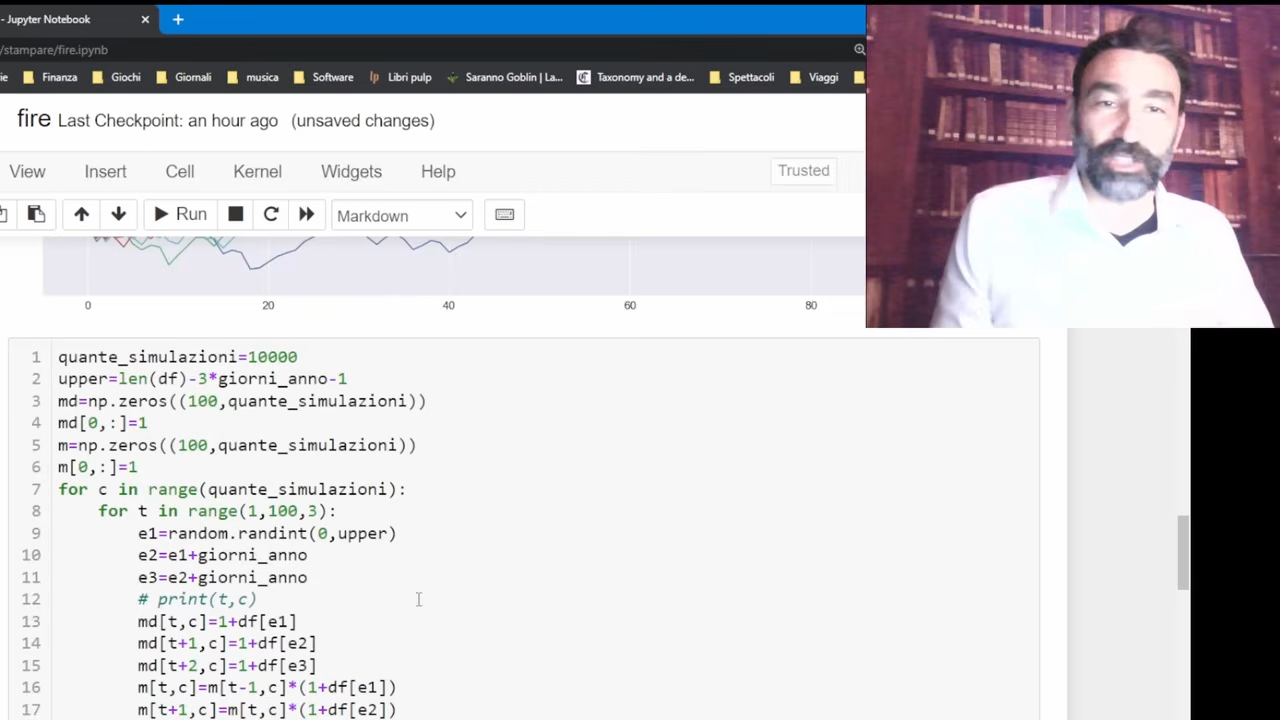 - Jupyter Notebook
/stampare/fire.ipynb
ie Finanza Giochi Giornali musica Software Libri pulp Saranno Goblin | La... Taxonomy and a de... Spettacoli Viaggi
fire Last Checkpoint: an hour ago (unsaved changes)
View Insert Cell Kernel Widgets Help Trusted
Run Markdown
0 20 40 60 80
1 quante_simulazioni=10000
2 upper=len(df)-3*giorni_anno-1
3 md=np.zeros((100,quante_simulazioni))
4 md[0,:]=1
5 m=np.zeros((100,quante_simulazioni))
6 m[0,:]=1
7 for c in range(quante_simulazioni):
8 for t in range(1,100,3):
9 e1=random.randint(0,upper)
10 e2=e1+giorni_anno
11 e3=e2+giorni_anno
12 # print(t,c)
13 md[t,c]=1+df[e1]
14 md[t+1,c]=1+df[e2]
15 md[t+2,c]=1+df[e3]
16 m[t,c]=m[t-1,c]*(1+df[e1])
17 m[t+1,c]=m[t,c]*(1+df[e2])